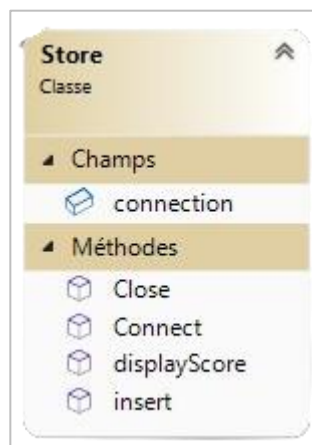 Store
Classe
Champs
connection
Méthodes
Close
Connect
displayScore
insert